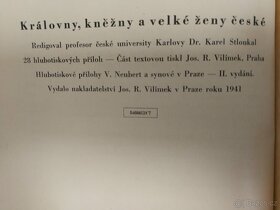 Královny, kněžny a velké ženy české
Redigoval profesor české university Karlovy Dr. Karel Stloukal
28 hlubotiskových příloh — Část textovou tiskl Jos. R. Vilímek, Praha
Hlubotiskové přílohy V. Neubert a synové v Praze — II. vydání.
Vydalo nakladatelství Jos. R. Vilímek v Praze roku 1941